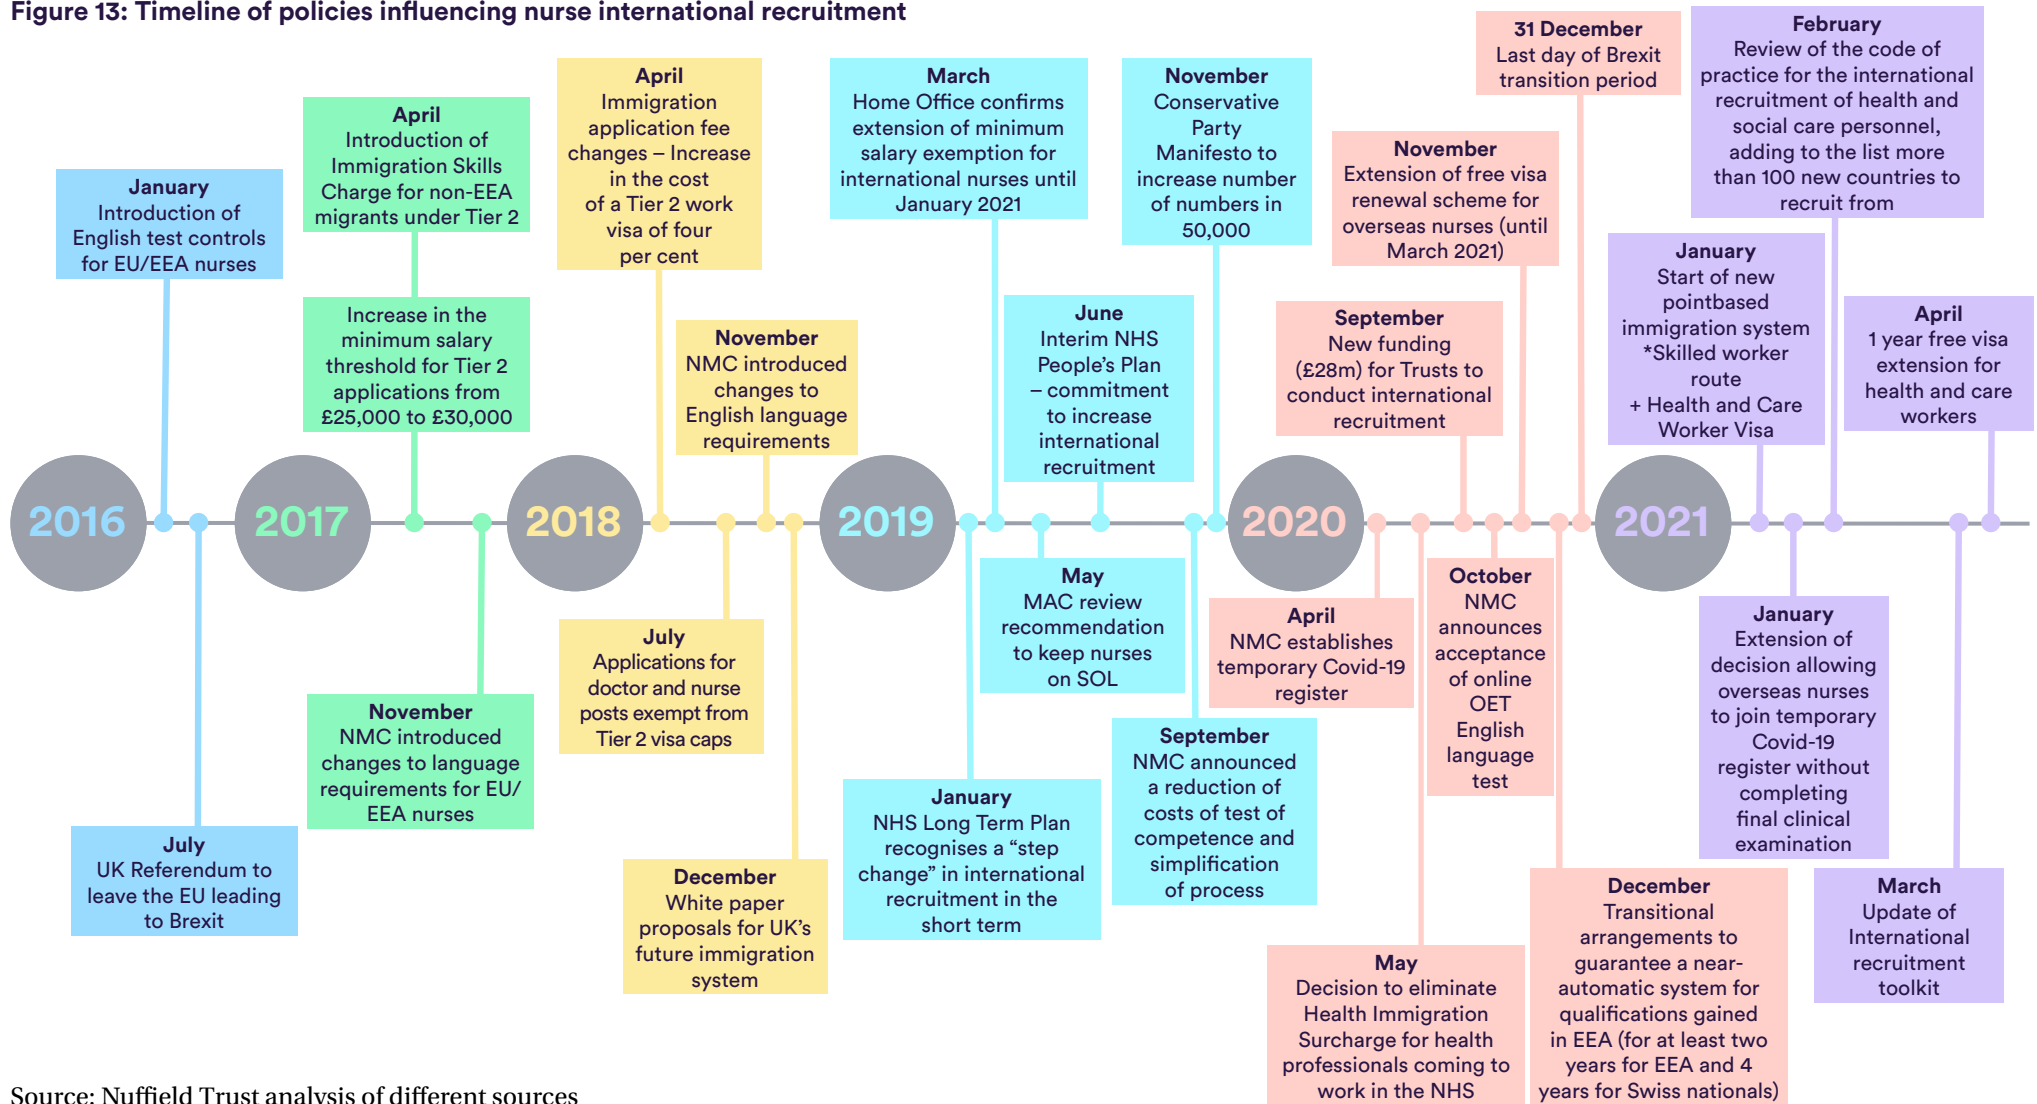 Figure 13: Timeline of policies influencing nurse international recruitment
2016
January
Introduction of
English test controls
for EU/EEA nurses
July
UK Referendum to
leave the EU leading
to Brexit
2017
April
Introduction of
Immigration Skills
Charge for non-EEA
migrants under Tier 2
Increase in the
minimum salary
threshold for Tier 2
applications from
£25,000 to £30,000
November
NMC introduced
changes to language
requirements for EU/
EEA nurses
2018
April
Immigration
application fee
changes – Increase
in the cost
of a Tier 2 work
visa of four
per cent
July
Applications for
doctor and nurse
posts exempt from
Tier 2 visa caps
November
NMC introduced
changes to
English language
requirements
December
White paper
proposals for UK's
future immigration
system
2019
January
NHS Long Term Plan
recognises a “step
change” in international
recruitment in the
short term
March
Home Office confirms
extension of minimum
salary exemption for
international nurses until
January 2021
May
MAC review
recommendation
to keep nurses
on SOL
June
Interim NHS
People's Plan
– commitment
to increase
international
recruitment
September
NMC announced
a reduction of
costs of test of
competence and
simplification
of process
November
Conservative
Party
Manifesto to
increase number
of numbers in
50,000
2020
April
NMC establishes
temporary Covid-19
register
May
Decision to eliminate
Health Immigration
Surcharge for health
professionals coming to
work in the NHS
September
New funding
(£28m) for Trusts to
conduct international
recruitment
October
NMC
announces
acceptance
of online
OET
English
language
test
November
Extension of free visa
renewal scheme for
overseas nurses (until
March 2021)
December
Transitional
arrangements to
guarantee a near-
automatic system for
qualifications gained
in EEA (for at least two
years for EEA and 4
years for Swiss nationals)
31 December
Last day of Brexit
transition period
2021
January
Start of new
pointbased
immigration system
*Skilled worker
route
+ Health and Care
Worker Visa
January
Extension of
decision allowing
overseas nurses
to join temporary
Covid-19
register without
completing
final clinical
examination
February
Review of the code of
practice for the international
recruitment of health and
social care personnel,
adding to the list more
than 100 new countries to
recruit from
March
Update of
International
recruitment
toolkit
April
1 year free visa
extension for
health and care
workers
Source: Nuffield Trust analysis of different sources